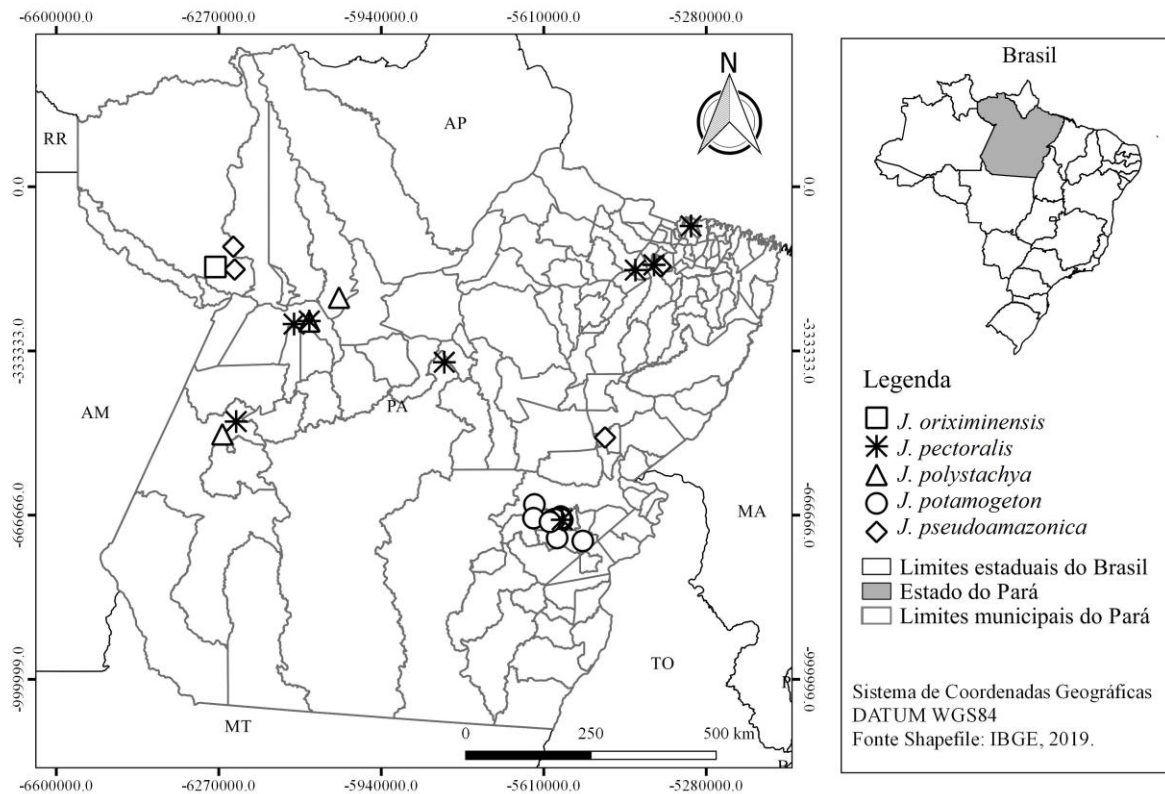 -6600000.0 -6270000.0 -5940000.0 -5610000.0 -5280000.0
N
AP
RR
0.0 0.0
-333333.0 -333333.0
AM
PA
MA
-666666.0 -666666.0
TO
-999999.0 -999999.0
MT
0 250 500 km
-6600000.0 -6270000.0 -5940000.0 -5610000.0 -5280000.0
Brasil
Legenda
J. oriximinensis
J. pectoralis
J. polystachya
J. potamogeton
J. pseudoamazonica
Limites estaduais do Brasil
Estado do Pará
Limites municipais do Pará
Sistema de Coordenadas Geográficas
DATUM WGS84
Fonte Shapefile: IBGE, 2019.